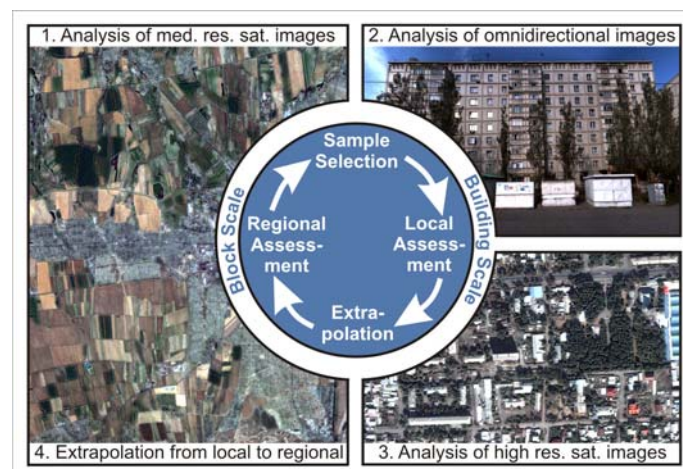 1. Analysis of med. res. sat. images
2. Analysis of omnidirectional images
Sample
Selection
Block Scale
Building Scale
Regional
Assess-
ment
Local
Assess-
ment
Extra-
polation
4. Extrapolation from local to regional
3. Analysis of high res. sat. images